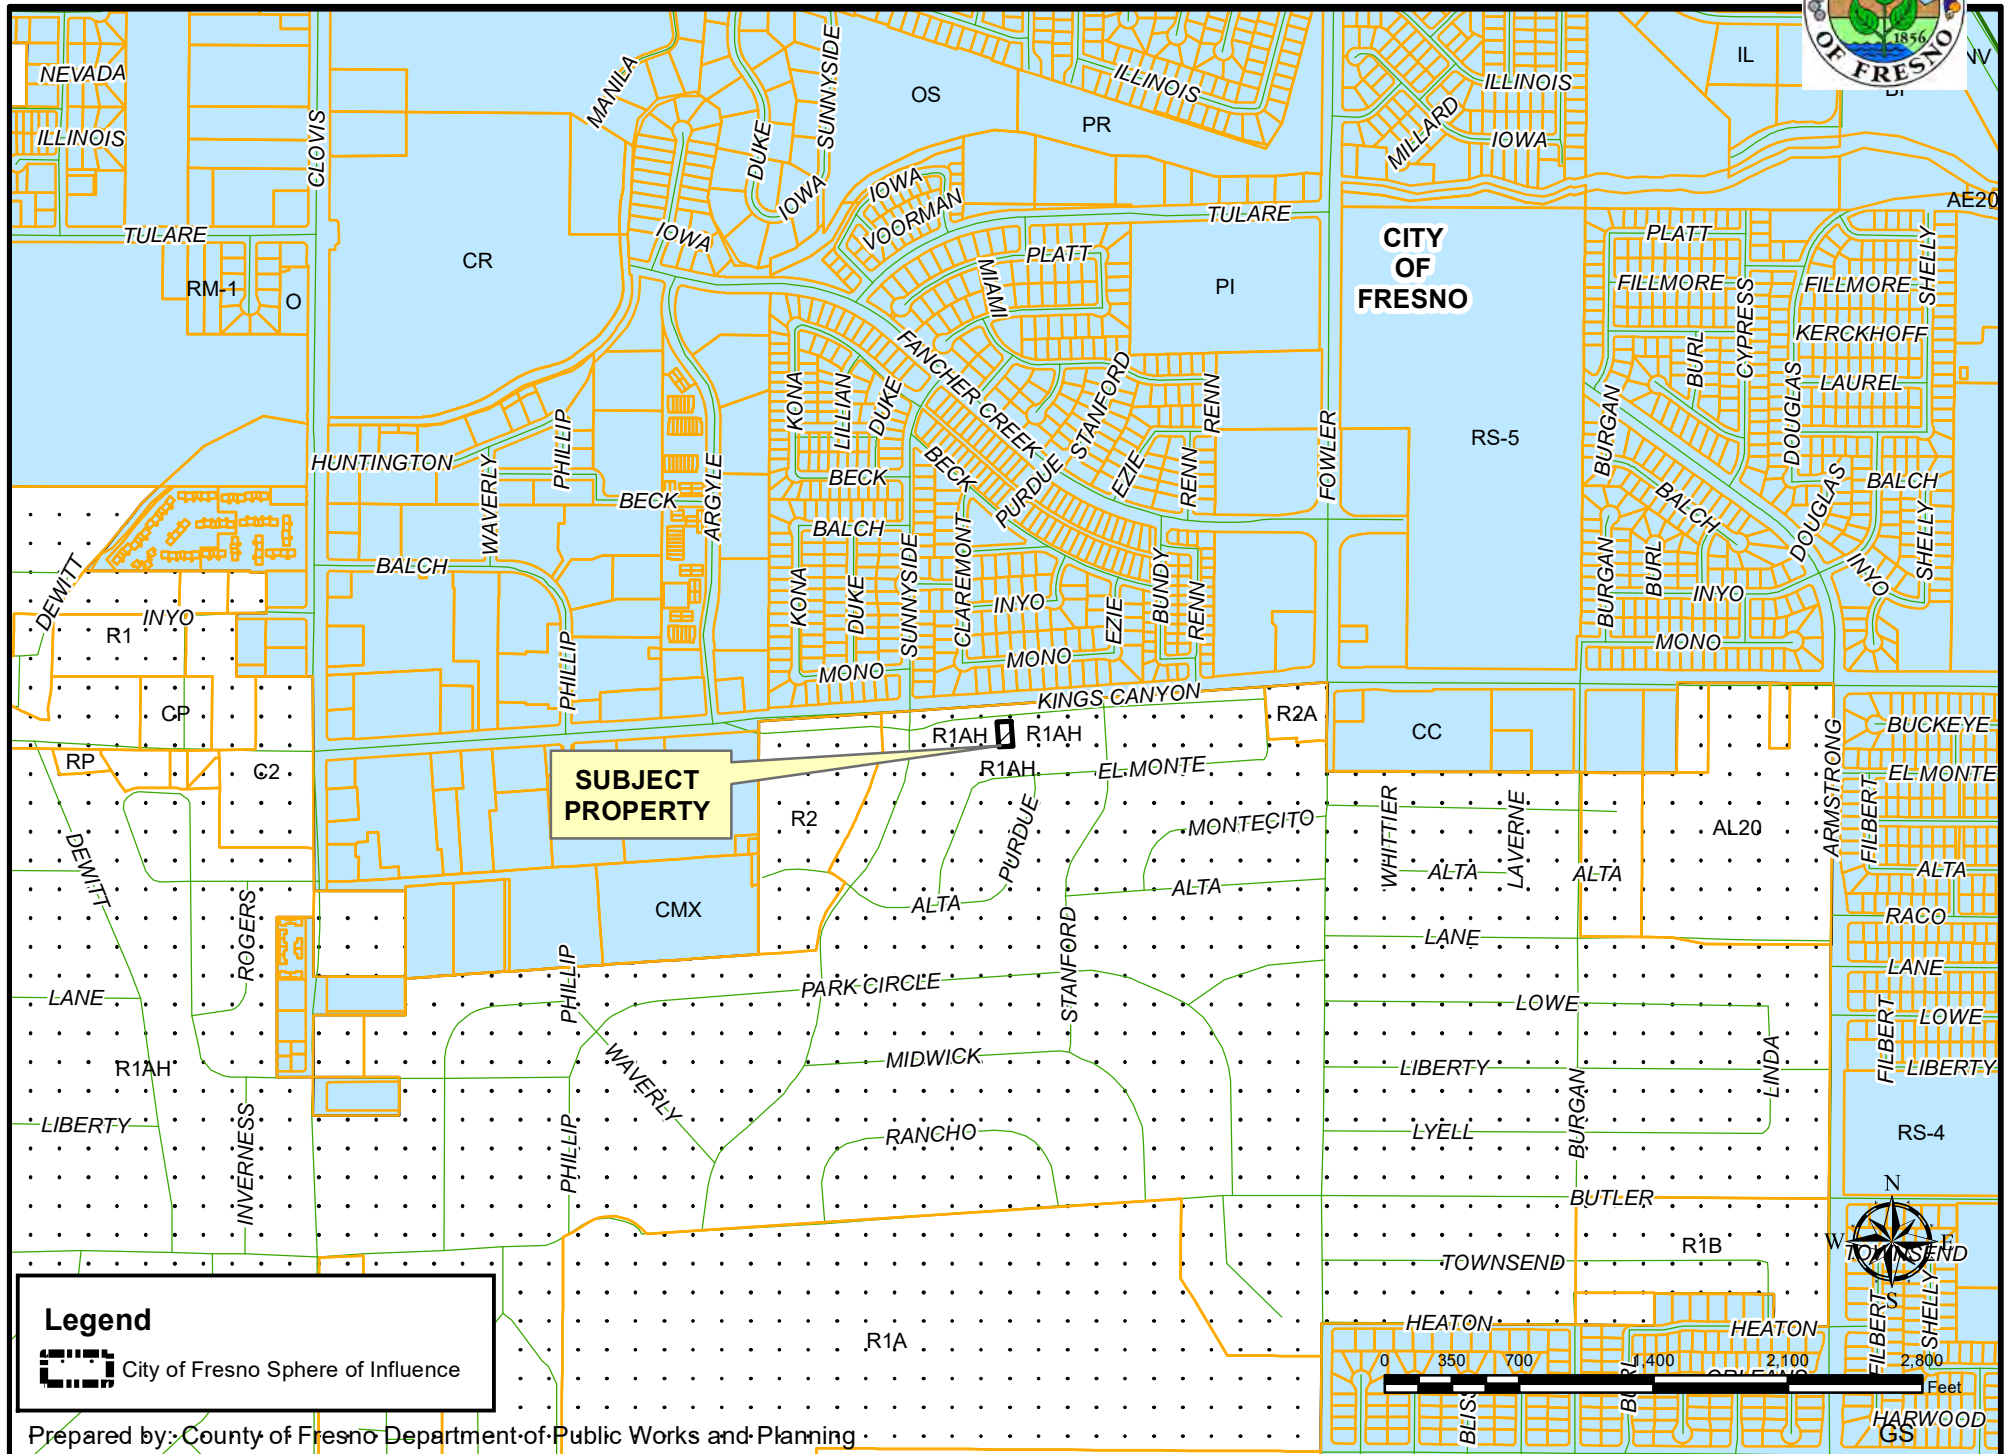 1856
OF FRESNO
NEVADA
ILLINOIS
CLOVIS
MANILA
DUKE
SUNNYSIDE
OS
PR
ILLINOIS
ILLINOIS
MILLARD
IOWA
IL
NV
AE20
TULARE
RM-1
O
CR
IOWA
IOWA
IOWA
VOORMAN
TULARE
PLATT
MIAMI
PI
CITY
OF
FRESNO
PLATT
FILLMORE
FILLMORE
CYPRESS
SHELLY
KERCKHOFF
BURL
LAUREL
DOUGLAS
FANCHER CREEK
KONA
LILLIAN
DUKE
STANFORD
RENN
FOWLER
RS-5
BURGAN
HUNTINGTON
PHILLIP
WAVERLY
BECK
ARGYLE
BECK
BECK
PURDUE
EZIE
RENN
BALCH
DOUGLAS
BALCH
SHELLY
BALCH
BALCH
KONA
DUKE
SUNNYSIDE
CLAREMONT
INYO
EZIE
BUNDY
RENN
BURGAN
BURL
INYO
INYO
DEWITT
INYO
R1
PHILLIP
MONO
MONO
MONO
KINGS CANYON
CP
RP
C2
R1AH
R1AH
R1AH
R2A
CC
BUCKEYE
SUBJECT
PROPERTY
EL MONTE
EL MONTE
R2
PURDUE
MONTECITO
WHITTIER
LAVERNE
AL20
ARMSTRONG
FILBERT
DEWITT
ROGERS
ALTA
ALTA
ALTA
ALTA
ALTA
CMX
RACO
LANE
LANE
LANE
PHILLIP
PARK CIRCLE
STANFORD
LOWE
LOWE
R1AH
WAVERLY
MIDWICK
LIBERTY
BURGAN
LINDA
FILBERT
LIBERTY
LIBERTY
INVERNESS
PHILLIP
RANCHO
LYELL
RS-4
BUTLER
N
W
E
S
TOWNSEND
R1B
TOWNSEND
FILBERT
SHELLY
HEATON
HEATON
R1A
Legend
City of Fresno Sphere of Influence
0 350 700 1,400 2,100 2,800
Feet
BURL
FILBERT
HARWOOD
GS
Prepared by: County of Fresno Department of Public Works and Planning